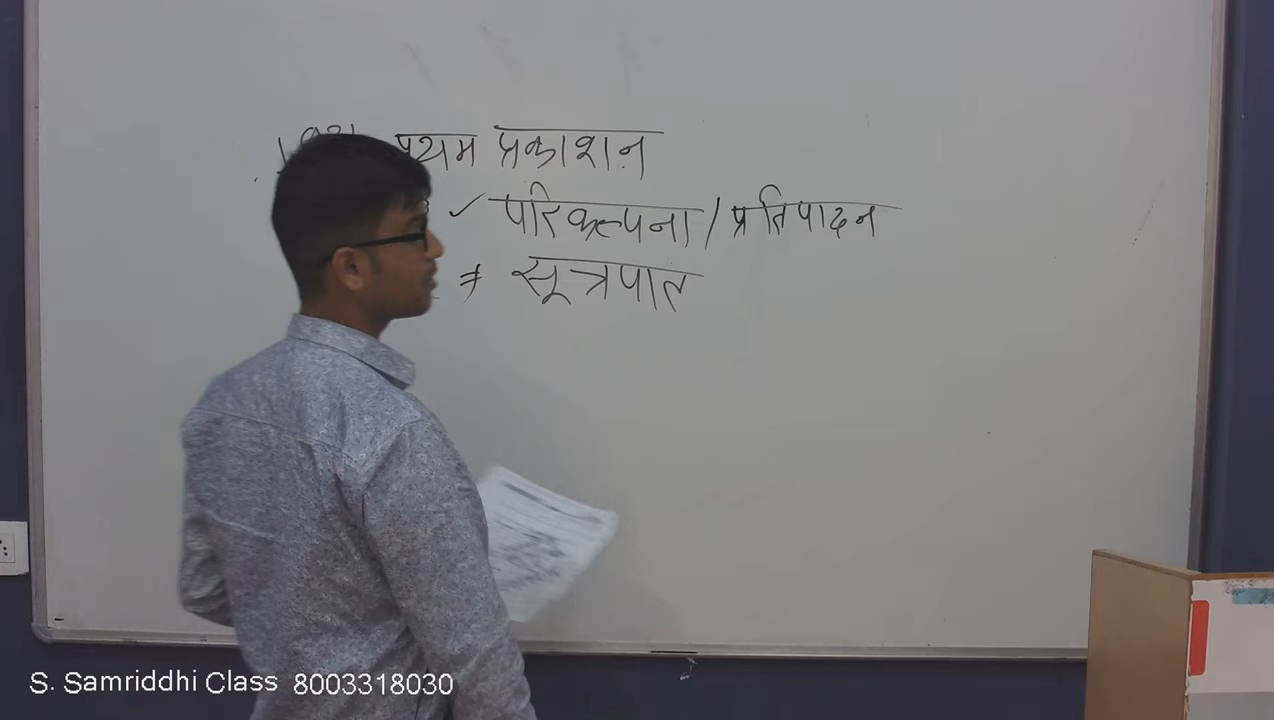 प्रथम प्रकाशन
✓ परिकल्पना / प्रतिपादन
≠ सूत्रपात
S. Samriddhi Class 8003318030